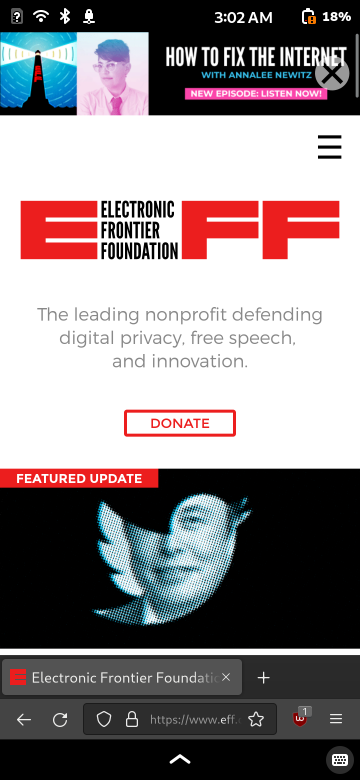 3:02 AM
18%
HOW TO FIX THE INTERNET
WITH ANNALEE NEWITZ
NEW EPISODE: LISTEN NOW!
EFF
ELECTRONIC
FRONTIER
FOUNDATION
The leading nonprofit defending
digital privacy, free speech,
and innovation.
DONATE
FEATURED UPDATE
Electronic Frontier Foundatio
https://www.eff.
1